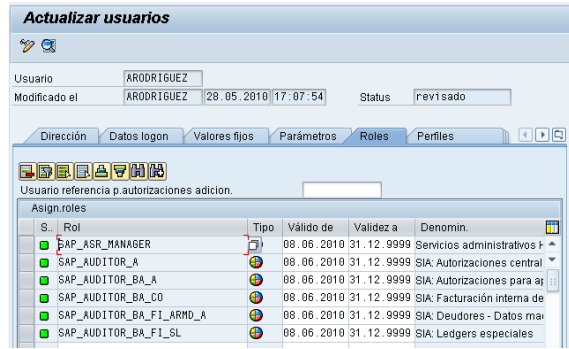 Actualizar usuarios
Usuario ARODRIGUEZ
Modificado el ARODRIGUEZ 28.05.2010 17:07:54 Status revisado
Dirección Datos logon Valores fijos Parámetros Roles Perfiles
Usuario referencia p.autorizaciones adicion.
Asign.roles
S.. Rol Tipo Válido de Validez a Denomin.
SAP_ASR_MANAGER 08.06.2010 31.12.9999 Servicios administrativos H
SAP_AUDITOR_A 08.06.2010 31.12.9999 SIA: Autorizaciones central
SAP_AUDITOR_BA_A 08.06.2010 31.12.9999 SIA: Autorizaciones para ap
SAP_AUDITOR_BA_CO 08.06.2010 31.12.9999 SIA: Facturación interna de
SAP_AUDITOR_BA_FI_ARMD_A 08.06.2010 31.12.9999 SIA: Deudores - Datos mae
SAP_AUDITOR_BA_FI_SL 08.06.2010 31.12.9999 SIA: Ledgers especiales